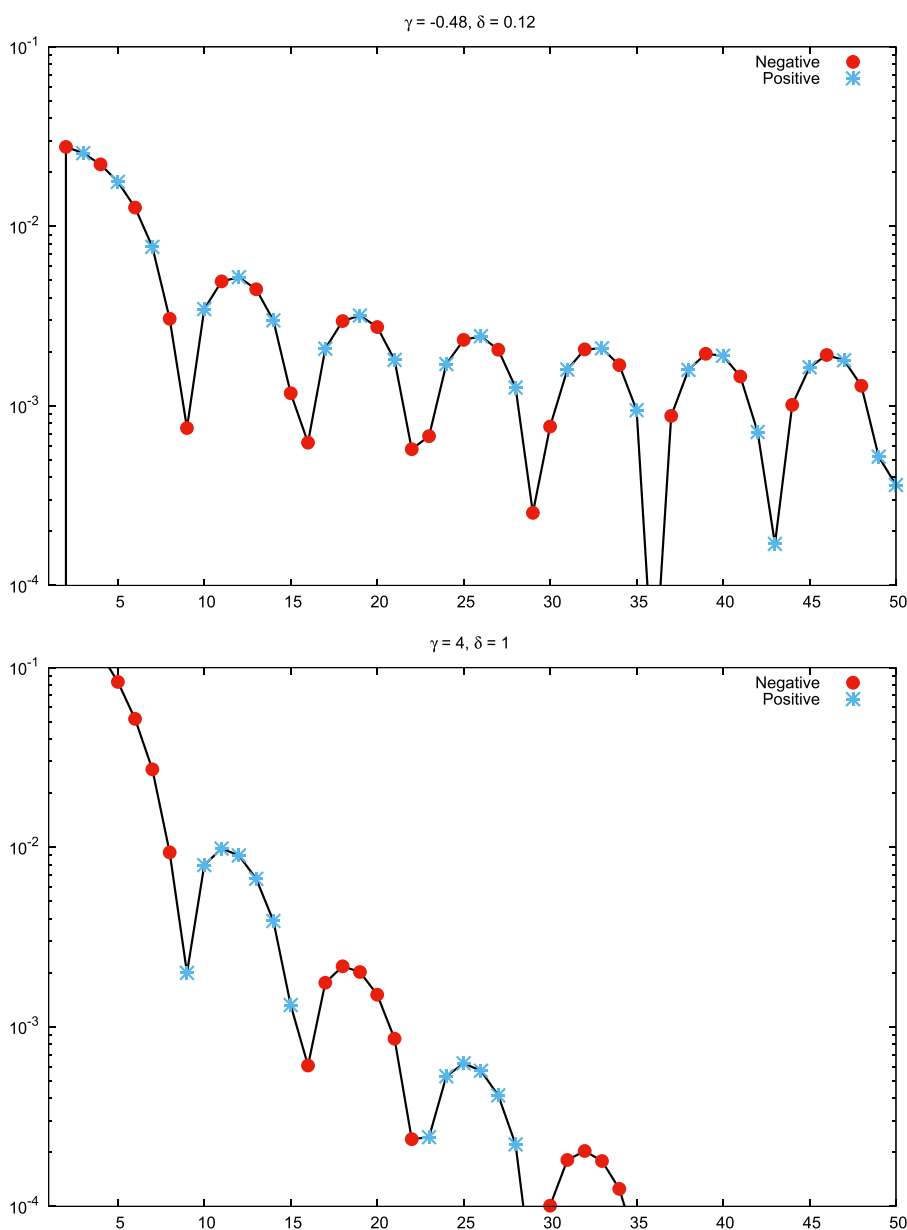 γ = -0.48, δ = 0.12
10^-1
Negative
Positive
10^-2
10^-3
10^-4
5 10 15 20 25 30 35 40 45 50
γ = 4, δ = 1
10^-1
Negative
Positive
10^-2
10^-3
10^-4
5 10 15 20 25 30 35 40 45 50